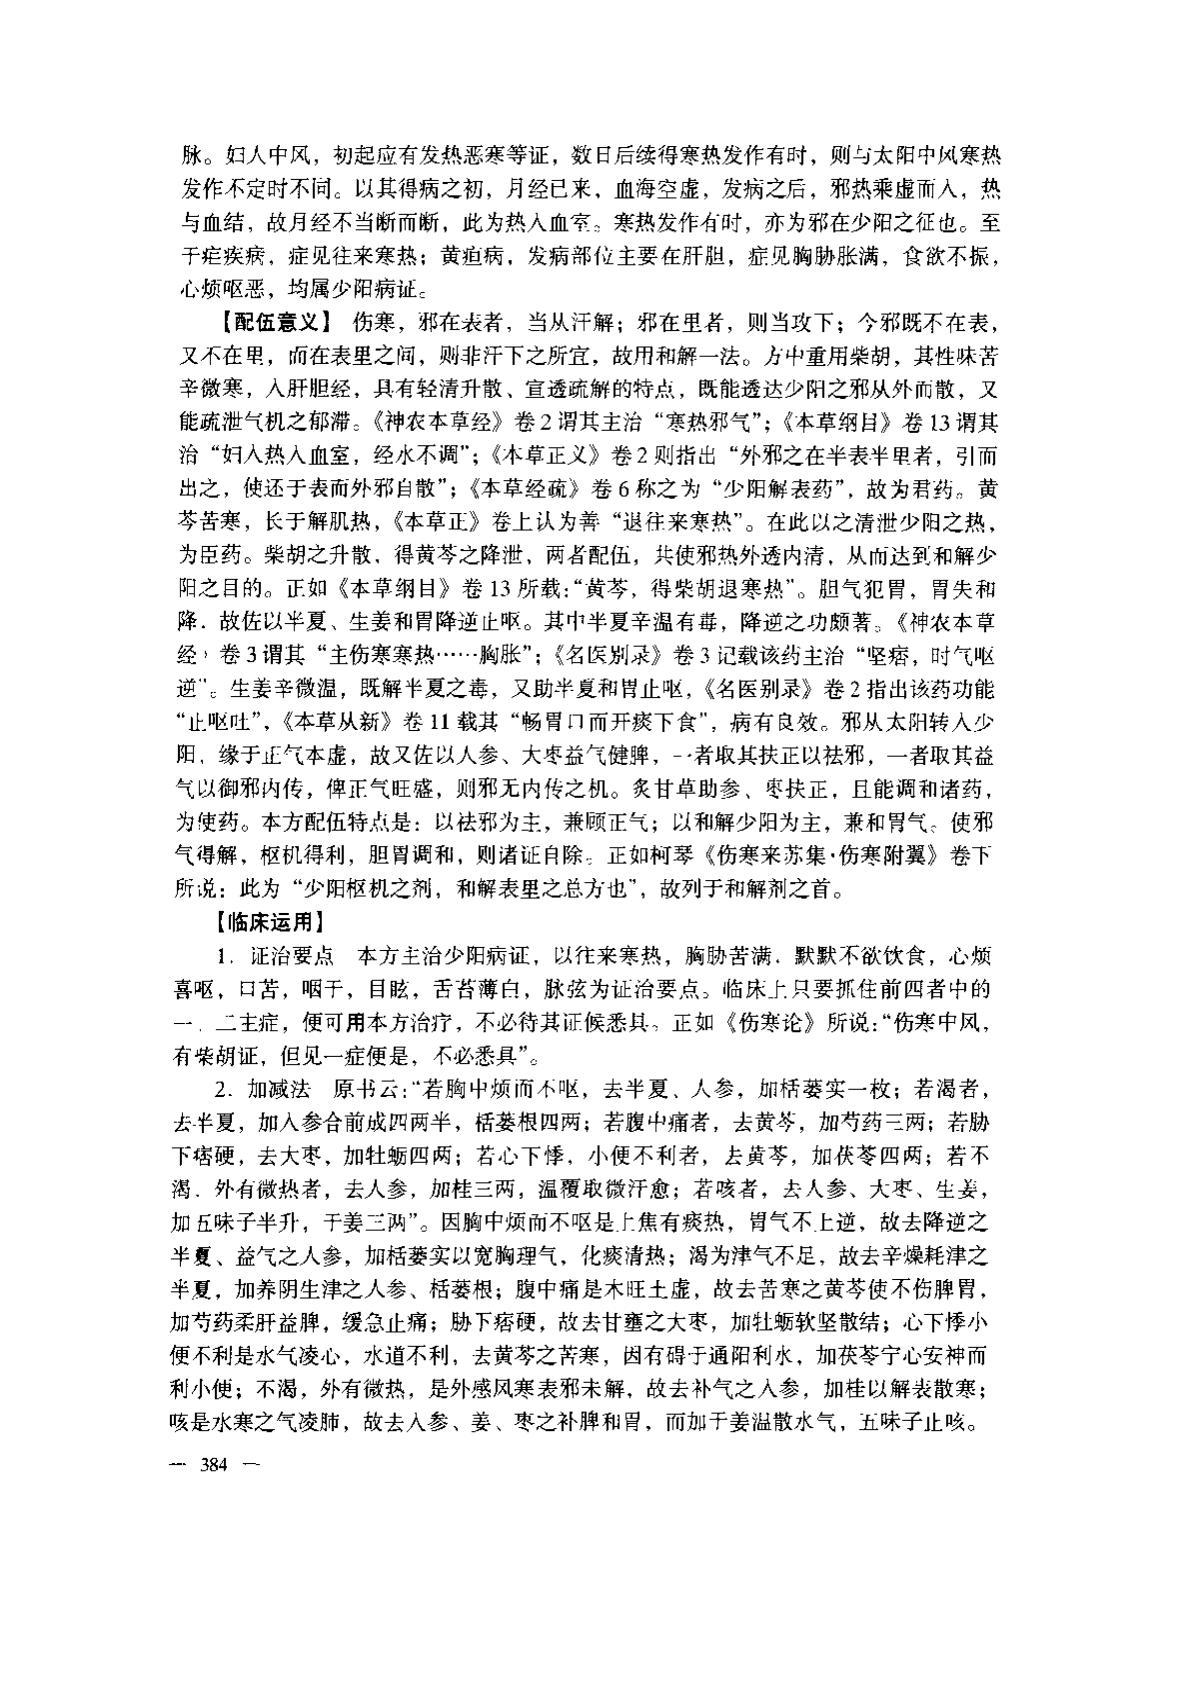 脉。妇人中风，初起应有发热恶寒等证，数日后续得寒热发作有时，则与太阳中风寒热
发作不定时不同。以其得病之初，月经已来，血海空虚，发病之后，邪热乘虚而入，热
与血结，故月经不当断而断，此为热入血室。寒热发作有时，亦为邪在少阳之征也。至
于疟疾病，症见往来寒热；黄疸病，发病部位主要在肝胆，症见胸胁胀满，食欲不振，
心烦呕恶，均属少阳病证。
【配伍意义】 伤寒，邪在表者，当从汗解；邪在里者，则当攻下；今邪既不在表，
又不在里，而在表里之间，则非汗下之所宜，故用和解一法。方中重用柴胡，其性味苦
辛微寒，入肝胆经，具有轻清升散、宣透疏解的特点，既能透达少阳之邪从外而散，又
能疏泄气机之郁滞。《神农本草经》卷2谓其主治“寒热邪气”；《本草纲目》卷13谓其
治“妇人热入血室，经水不调”；《本草正义》卷2则指出“外邪之在半表半里者，引而
出之，使还于表而外邪自散”；《本草经疏》卷6称之为“少阳解表药”，故为君药。黄
芩苦寒，长于解肌热，《本草正》卷上认为善“退往来寒热”。在此以之清泄少阳之热，
为臣药。柴胡之升散，得黄芩之降泄，两者配伍，共使邪热外透内清，从而达到和解少
阳之目的。正如《本草纲目》卷13所载：“黄芩，得柴胡退寒热”。胆气犯胃，胃失和
降．故佐以半夏、生姜和胃降逆止呕。其中半夏辛温有毒，降逆之功颇著。《神农本草
经》卷3谓其“主伤寒寒热……胸胀”；《名医别录》卷3记载该药主治“坚痞，时气呕
逆”。生姜辛微温，既解半夏之毒，又助半夏和胃止呕，《名医别录》卷2指出该药功能
“止呕吐”，《本草从新》卷11载其“畅胃口而开痰下食”，病有良效。邪从太阳转入少
阳，缘于正气本虚，故又佐以人参、大枣益气健脾，一者取其扶正以祛邪，一者取其益
气以御邪内传，俾正气旺盛，则邪无内传之机。炙甘草助参、枣扶正，且能调和诸药，
为使药。本方配伍特点是：以祛邪为主，兼顾正气；以和解少阳为主，兼和胃气。使邪
气得解，枢机得利，胆胃调和，则诸证自除。正如柯琴《伤寒来苏集·伤寒附翼》卷下
所说：此为“少阳枢机之剂，和解表里之总方也”，故列于和解剂之首。
【临床运用】
1．证治要点 本方主治少阳病证，以往来寒热，胸胁苦满．默默不欲饮食，心烦
喜呕，口苦，咽干，目眩，舌苔薄白，脉弦为证治要点。临床上只要抓住前四者中的
一．二主症，便可用本方治疗，不必待其证候悉具。正如《伤寒论》所说：“伤寒中风，
有柴胡证，但见一症便是，不必悉具”。
2．加减法 原书云：“若胸中烦而不呕，去半夏、人参，加栝蒌实一枚；若渴者，
去半夏，加人参合前成四两半，栝蒌根四两；若腹中痛者，去黄芩，加芍药三两；若胁
下痞硬，去大枣，加牡蛎四两；若心下悸，小便不利者，去黄芩，加茯苓四两；若不
渴．外有微热者，去人参，加桂三两，温覆取微汗愈；若咳者，去人参、大枣、生姜，
加五味子半升，干姜三两”。因胸中烦而不呕是上焦有痰热，胃气不上逆，故去降逆之
半夏、益气之人参，加栝蒌实以宽胸理气，化痰清热；渴为津气不足，故去辛燥耗津之
半夏，加养阴生津之人参、栝蒌根；腹中痛是木旺土虚，故去苦寒之黄芩使不伤脾胃，
加芍药柔肝益脾，缓急止痛；胁下痞硬，故去甘壅之大枣，加牡蛎软坚散结；心下悸小
便不利是水气凌心，水道不利，去黄芩之苦寒，因有碍于通阳利水，加茯苓宁心安神而
利小便；不渴，外有微热，是外感风寒表邪未解，故去补气之人参，加桂以解表散寒；
咳是水寒之气凌肺，故去人参、姜、枣之补脾和胃，而加干姜温散水气，五味子止咳。
— 384 —